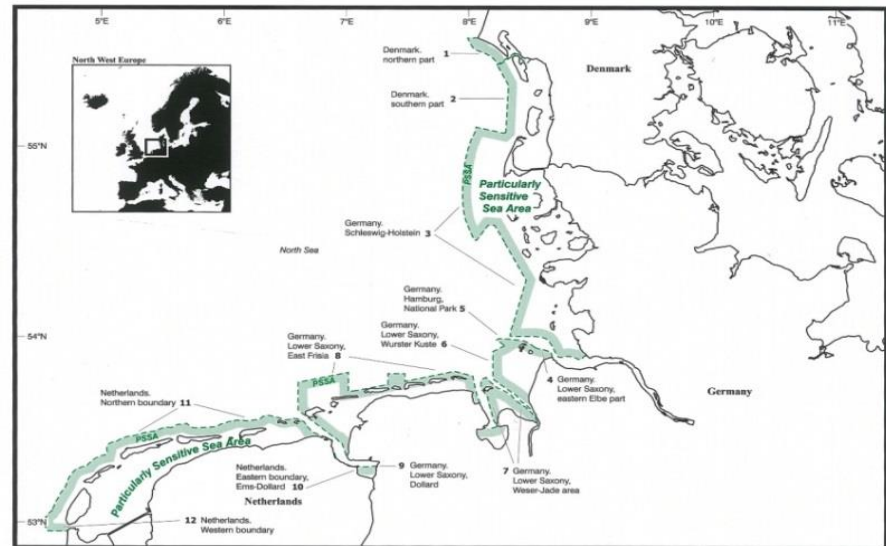 5°E
6°E
7°E
8°E
9°E
10°E
11°E
North West Europe
Denmark.
northern part 1
Denmark
Denmark.
southern part 2
55°N
PSSA
Particularly
Sensitive
Sea Area
Germany.
Schleswig-Holstein 3
North Sea
Germany.
Hamburg,
National Park 5
Germany.
Lower Saxony,
Wurster Kuste 6
54°N
Germany.
Lower Saxony,
East Frisia 8
PSSA
4 Germany.
Lower Saxony,
eastern Elbe part
Germany
Netherlands.
Northern boundary 11
PSSA
Particularly Sensitive Sea Area
Netherlands.
Eastern boundary,
Ems-Dollard 10
9 Germany.
Lower Saxony,
Dollard
7 Germany.
Lower Saxony,
Weser-Jade area
Netherlands
53°N
12 Netherlands.
Western boundary